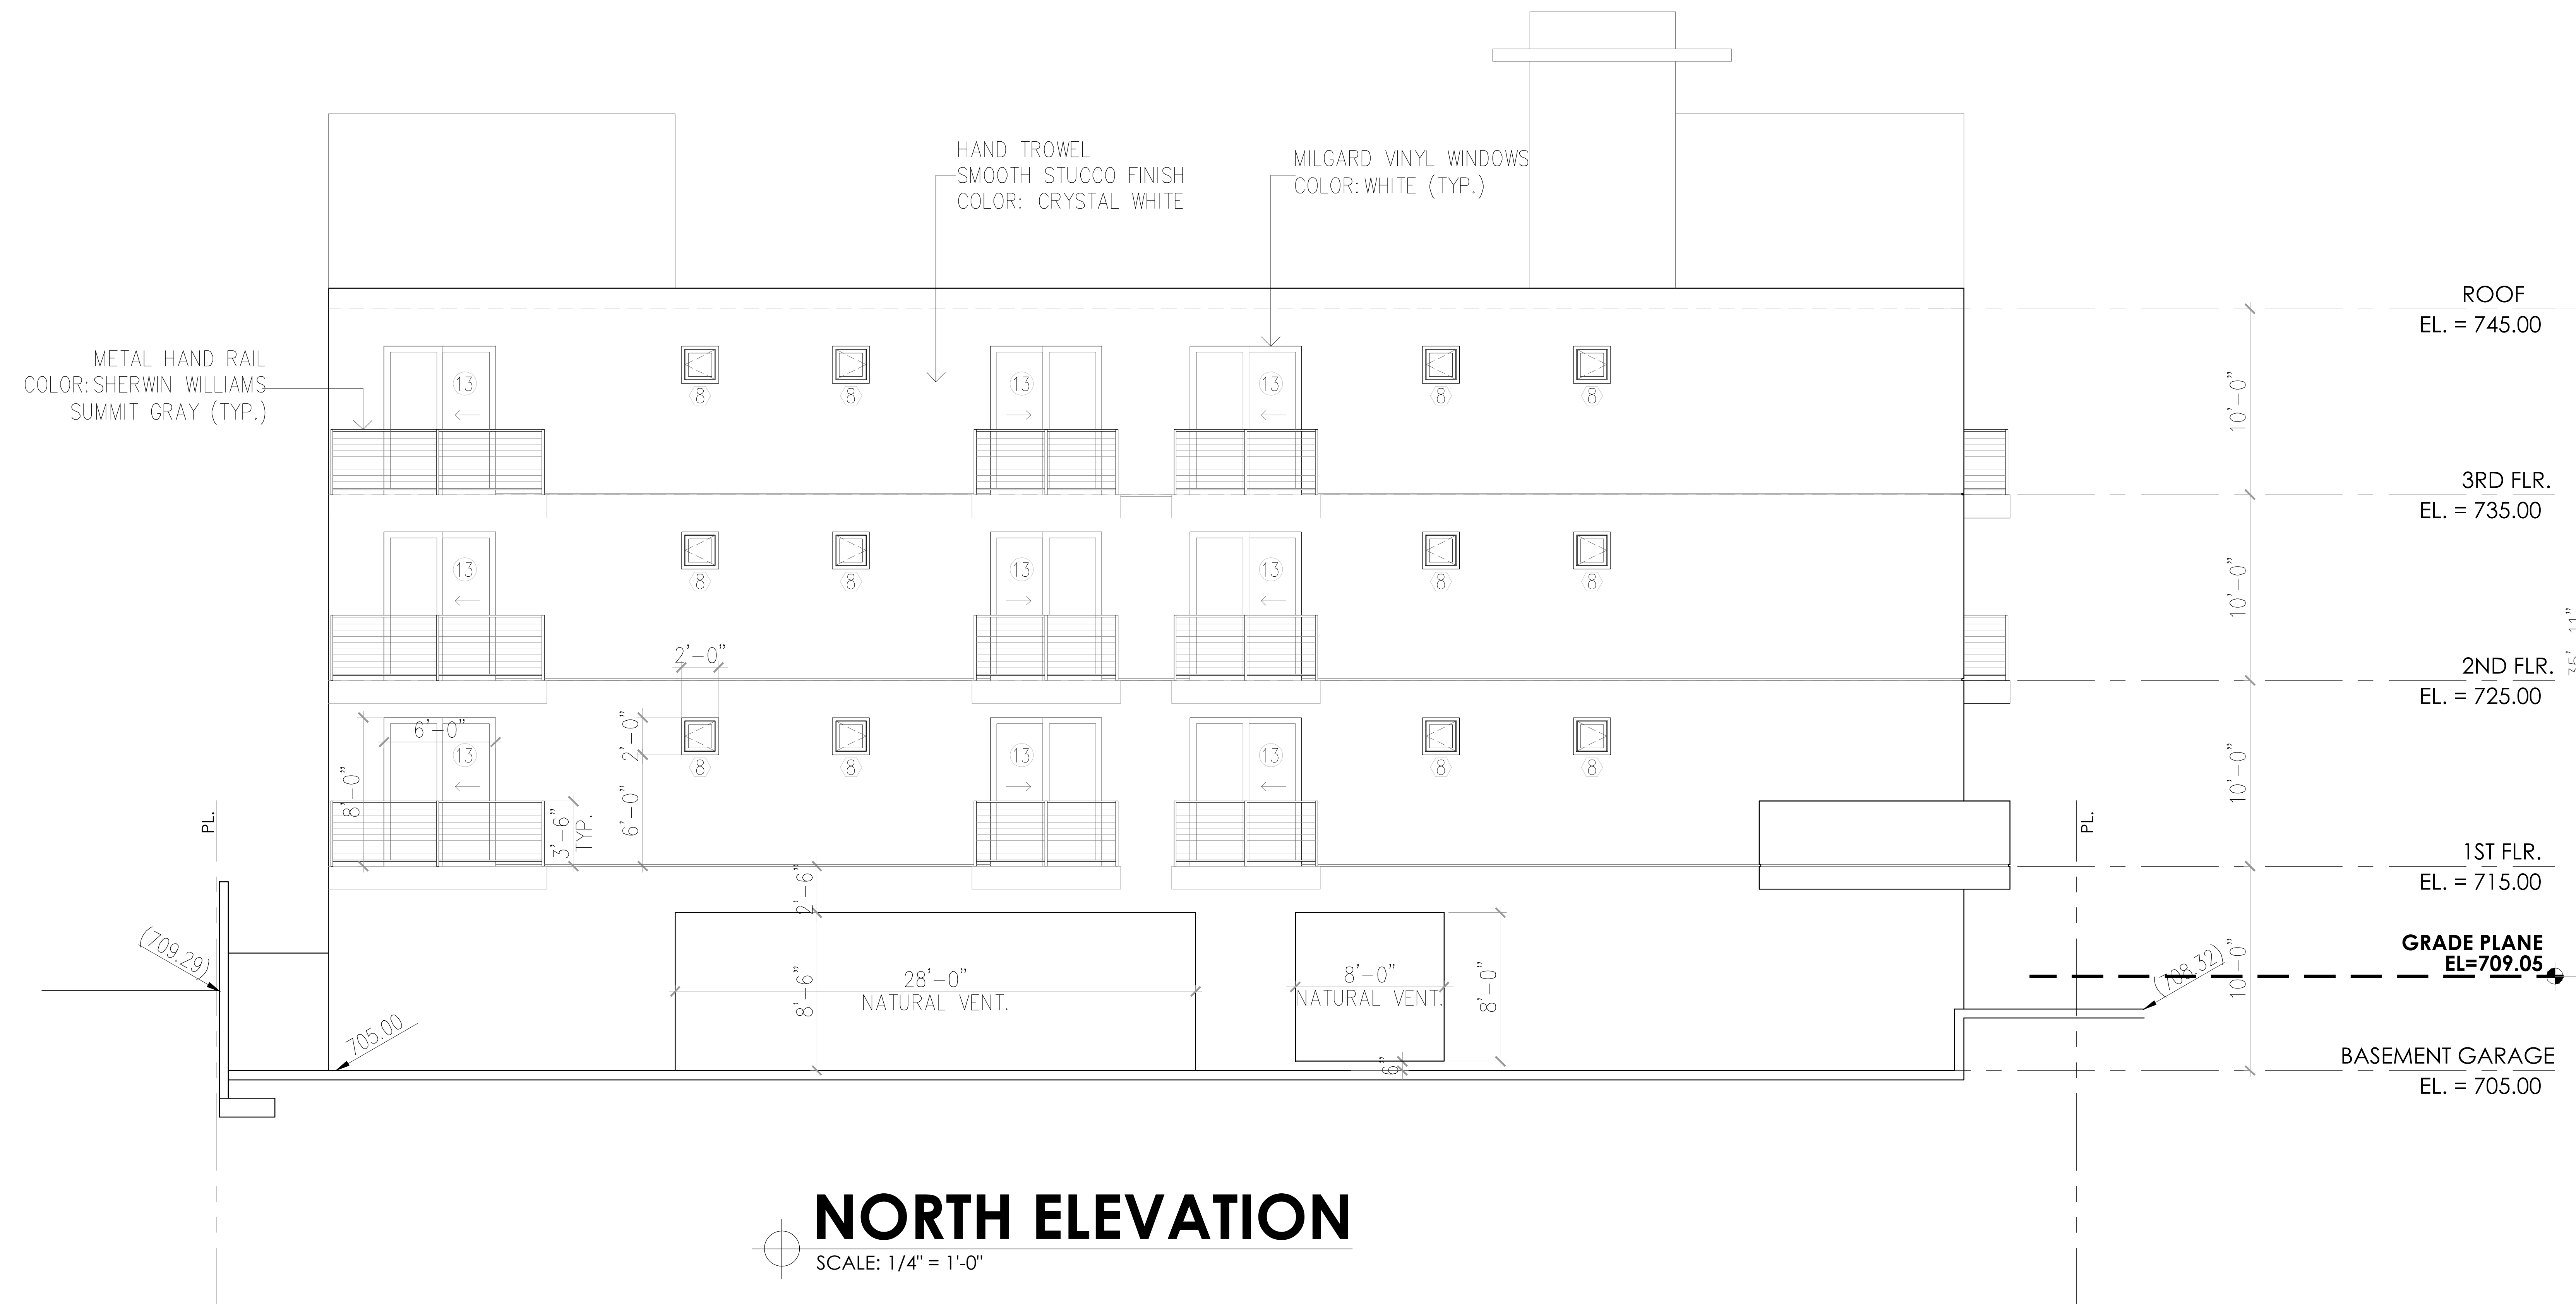 HAND TROWEL
SMOOTH STUCCO FINISH
COLOR: CRYSTAL WHITE
MILGARD VINYL WINDOWS
COLOR:WHITE (TYP.)
METAL HAND RAIL
COLOR:SHERWIN WILLIAMS
SUMMIT GRAY (TYP.)
ROOF
EL. = 745.00
13
8
8
13
13
8
8
10'-0"
3RD FLR.
EL. = 735.00
13
8
8
13
13
8
8
10'-0"
36'-11"
2'-0"
2ND FLR.
EL. = 725.00
6'-0"
2'-0"
13
8
8
13
13
8
8
10'-0"
8'-0"
3'-6"
TYP.
6'-0"
PL.
PL.
1ST FLR.
EL. = 715.00
2'-6"
(709.29)
GRADE PLANE
EL=709.05
(708.32)
10'-0"
28'-0"
NATURAL VENT.
8'-0"
NATURAL VENT.
8'-0"
8'-6"
705.00
6"
BASEMENT GARAGE
EL. = 705.00
NORTH ELEVATION
SCALE: 1/4" = 1'-0"